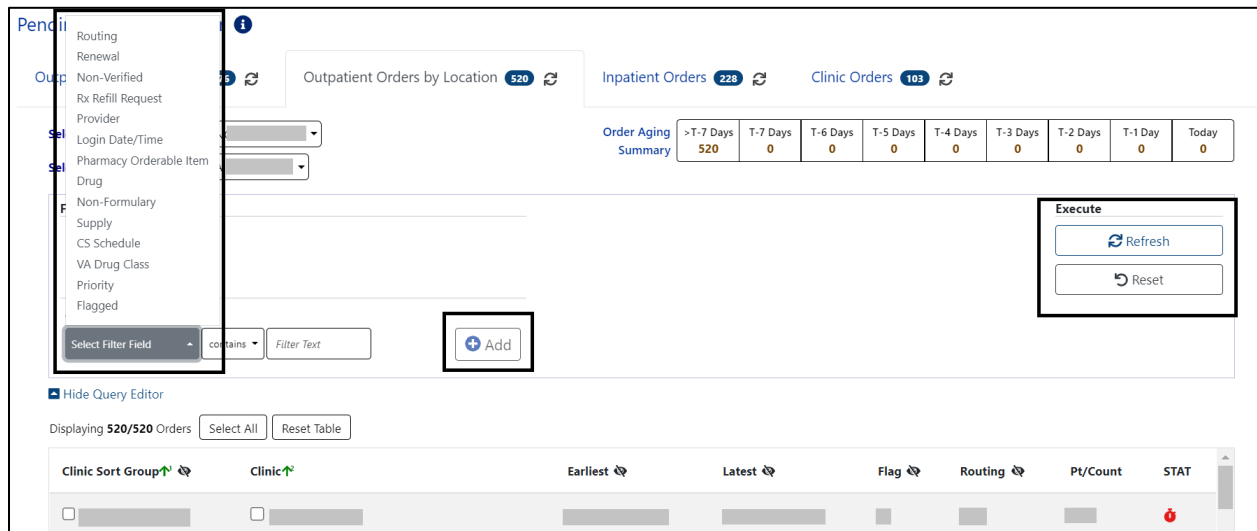 Pendi r
Routing
Renewal
Non-Verified
Rx Refill Request
Provider
Login Date/Time
Pharmacy Orderable Item
Drug
Non-Formulary
Supply
CS Schedule
VA Drug Class
Priority
Flagged
Select Filter Field
contains
Filter Text
Add
Outpatient Orders by Location 520
Inpatient Orders 228
Clinic Orders 103
Order Aging Summary
>T-7 Days T-7 Days T-6 Days T-5 Days T-4 Days T-3 Days T-2 Days T-1 Day Today
520 0 0 0 0 0 0 0 0
Execute
Refresh
Reset
Hide Query Editor
Displaying 520/520 Orders Select All Reset Table
Clinic Sort Group 1 Clinic 2 Earliest Latest Flag Routing Pt/Count STAT